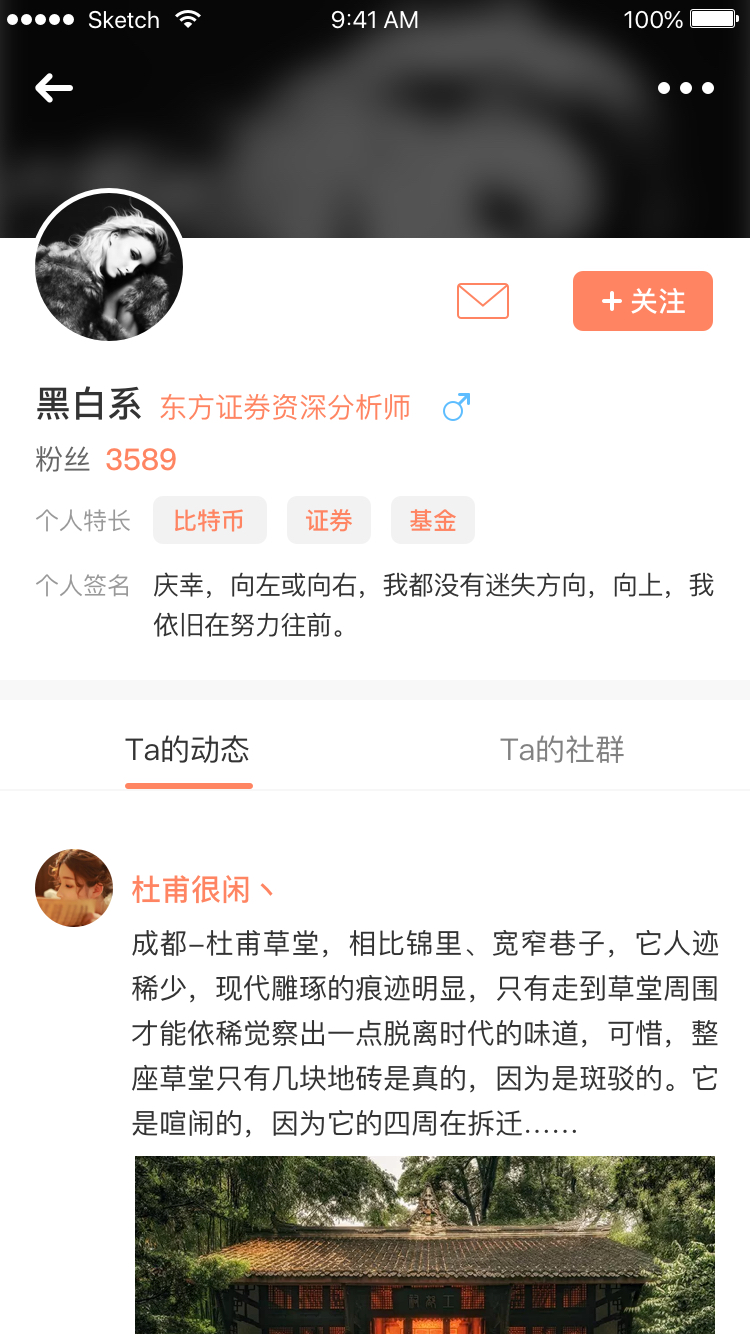 Sketch 9:41 AM 100%
+ 关注
黑白系 东方证券资深分析师
粉丝 3589
个人特长 比特币 证券 基金
个人签名 庆幸，向左或向右，我都没有迷失方向，向上，我
依旧在努力往前。
Ta的动态 Ta的社群
杜甫很闲丶
成都–杜甫草堂，相比锦里、宽窄巷子，它人迹
稀少，现代雕琢的痕迹明显，只有走到草堂周围
才能依稀觉察出一点脱离时代的味道，可惜，整
座草堂只有几块地砖是真的，因为是斑驳的。它
是喧闹的，因为它的四周在拆迁……